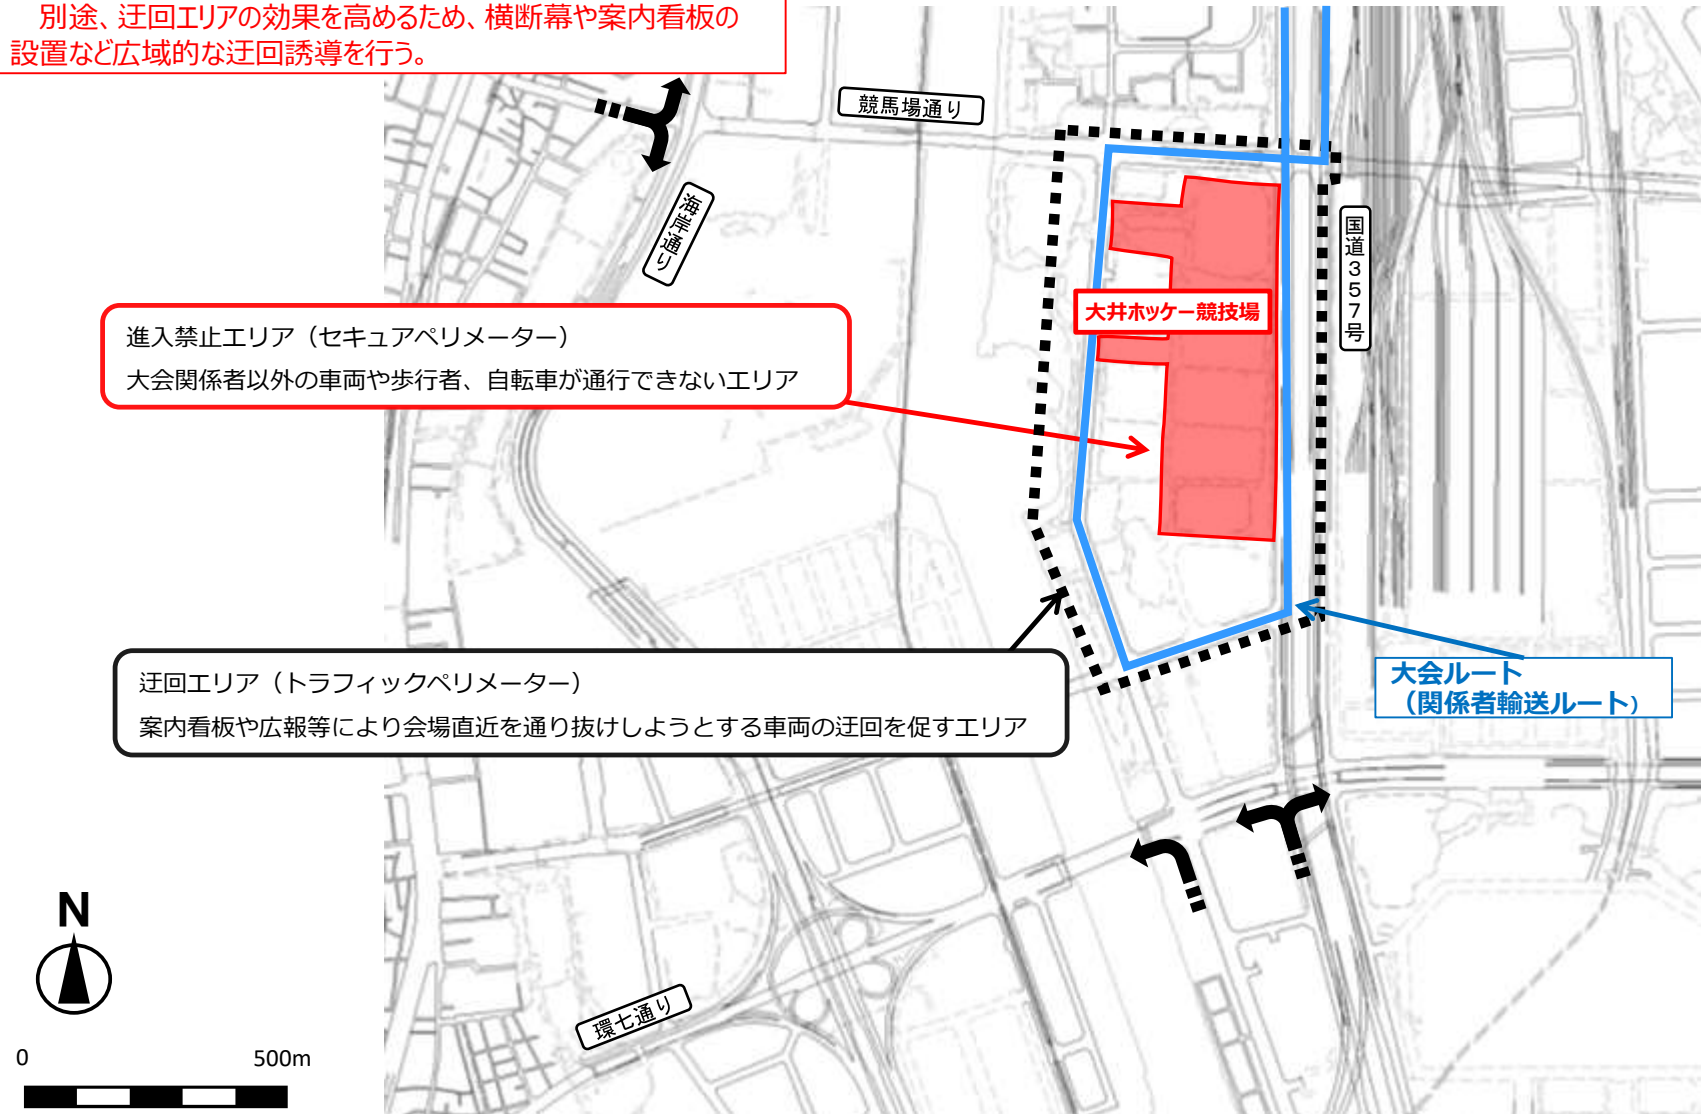 別途、迂回エリアの効果を高めるため、横断幕や案内看板の
設置など広域的な迂回誘導を行う。
競馬場通り
海岸通り
国道３５７号
大井ホッケー競技場
進入禁止エリア（セキュアペリメーター）
大会関係者以外の車両や歩行者、自転車が通行できないエリア
迂回エリア（トラフィックペリメーター）
案内看板や広報等により会場直近を通り抜けしようとする車両の迂回を促すエリア
大会ルート
（関係者輸送ルート）
N
環七通り
0 500m